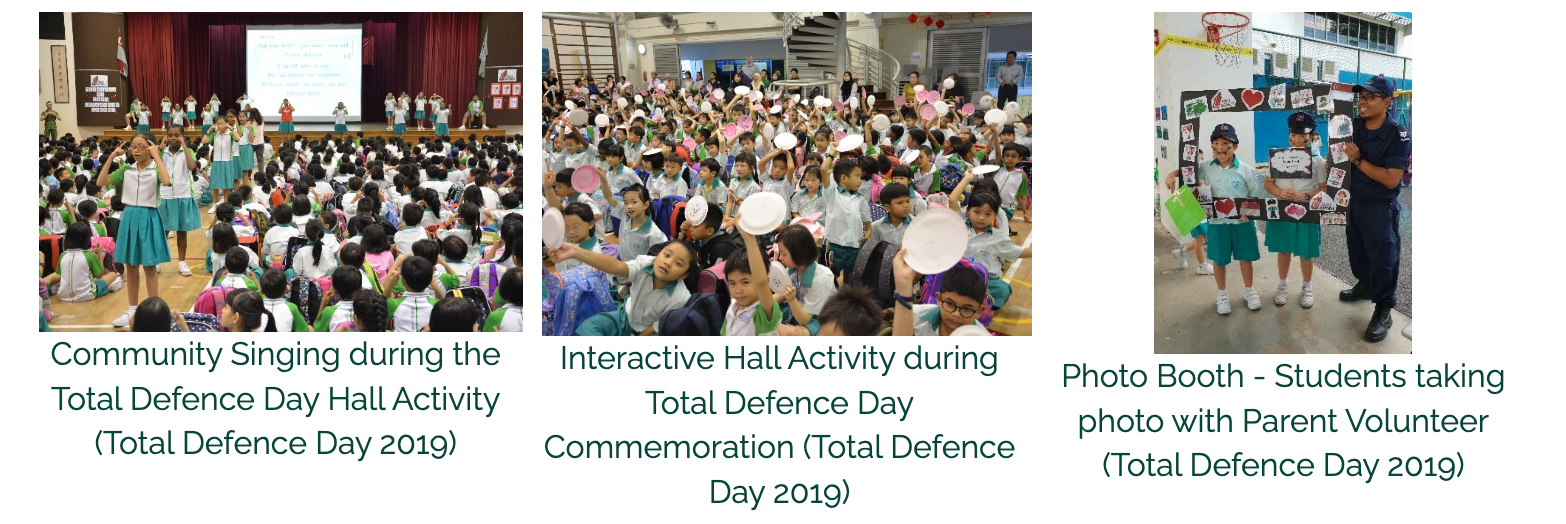 Community Singing during the
Total Defence Day Hall Activity
(Total Defence Day 2019)
Interactive Hall Activity during
Total Defence Day
Commemoration (Total Defence
Day 2019)
Photo Booth - Students taking
photo with Parent Volunteer
(Total Defence Day 2019)